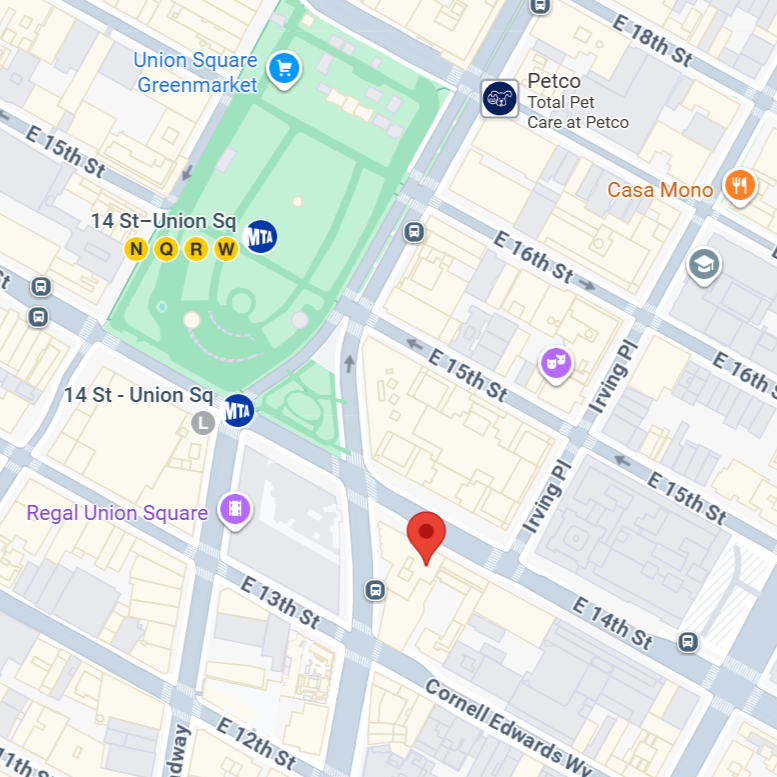 E 18th St
Union Square
Greenmarket
Petco
Total Pet
Care at Petco
E 15th St
Casa Mono
14 St–Union Sq
MTA
N Q R W
E 16th St
St
Irving Pl
E 15th St
E 16th St
14 St - Union Sq
MTA
L
Irving Pl
E 15th St
Regal Union Square
E 13th St
E 14th St
Cornell Edwards Wy
E 12th St
dway
11th St